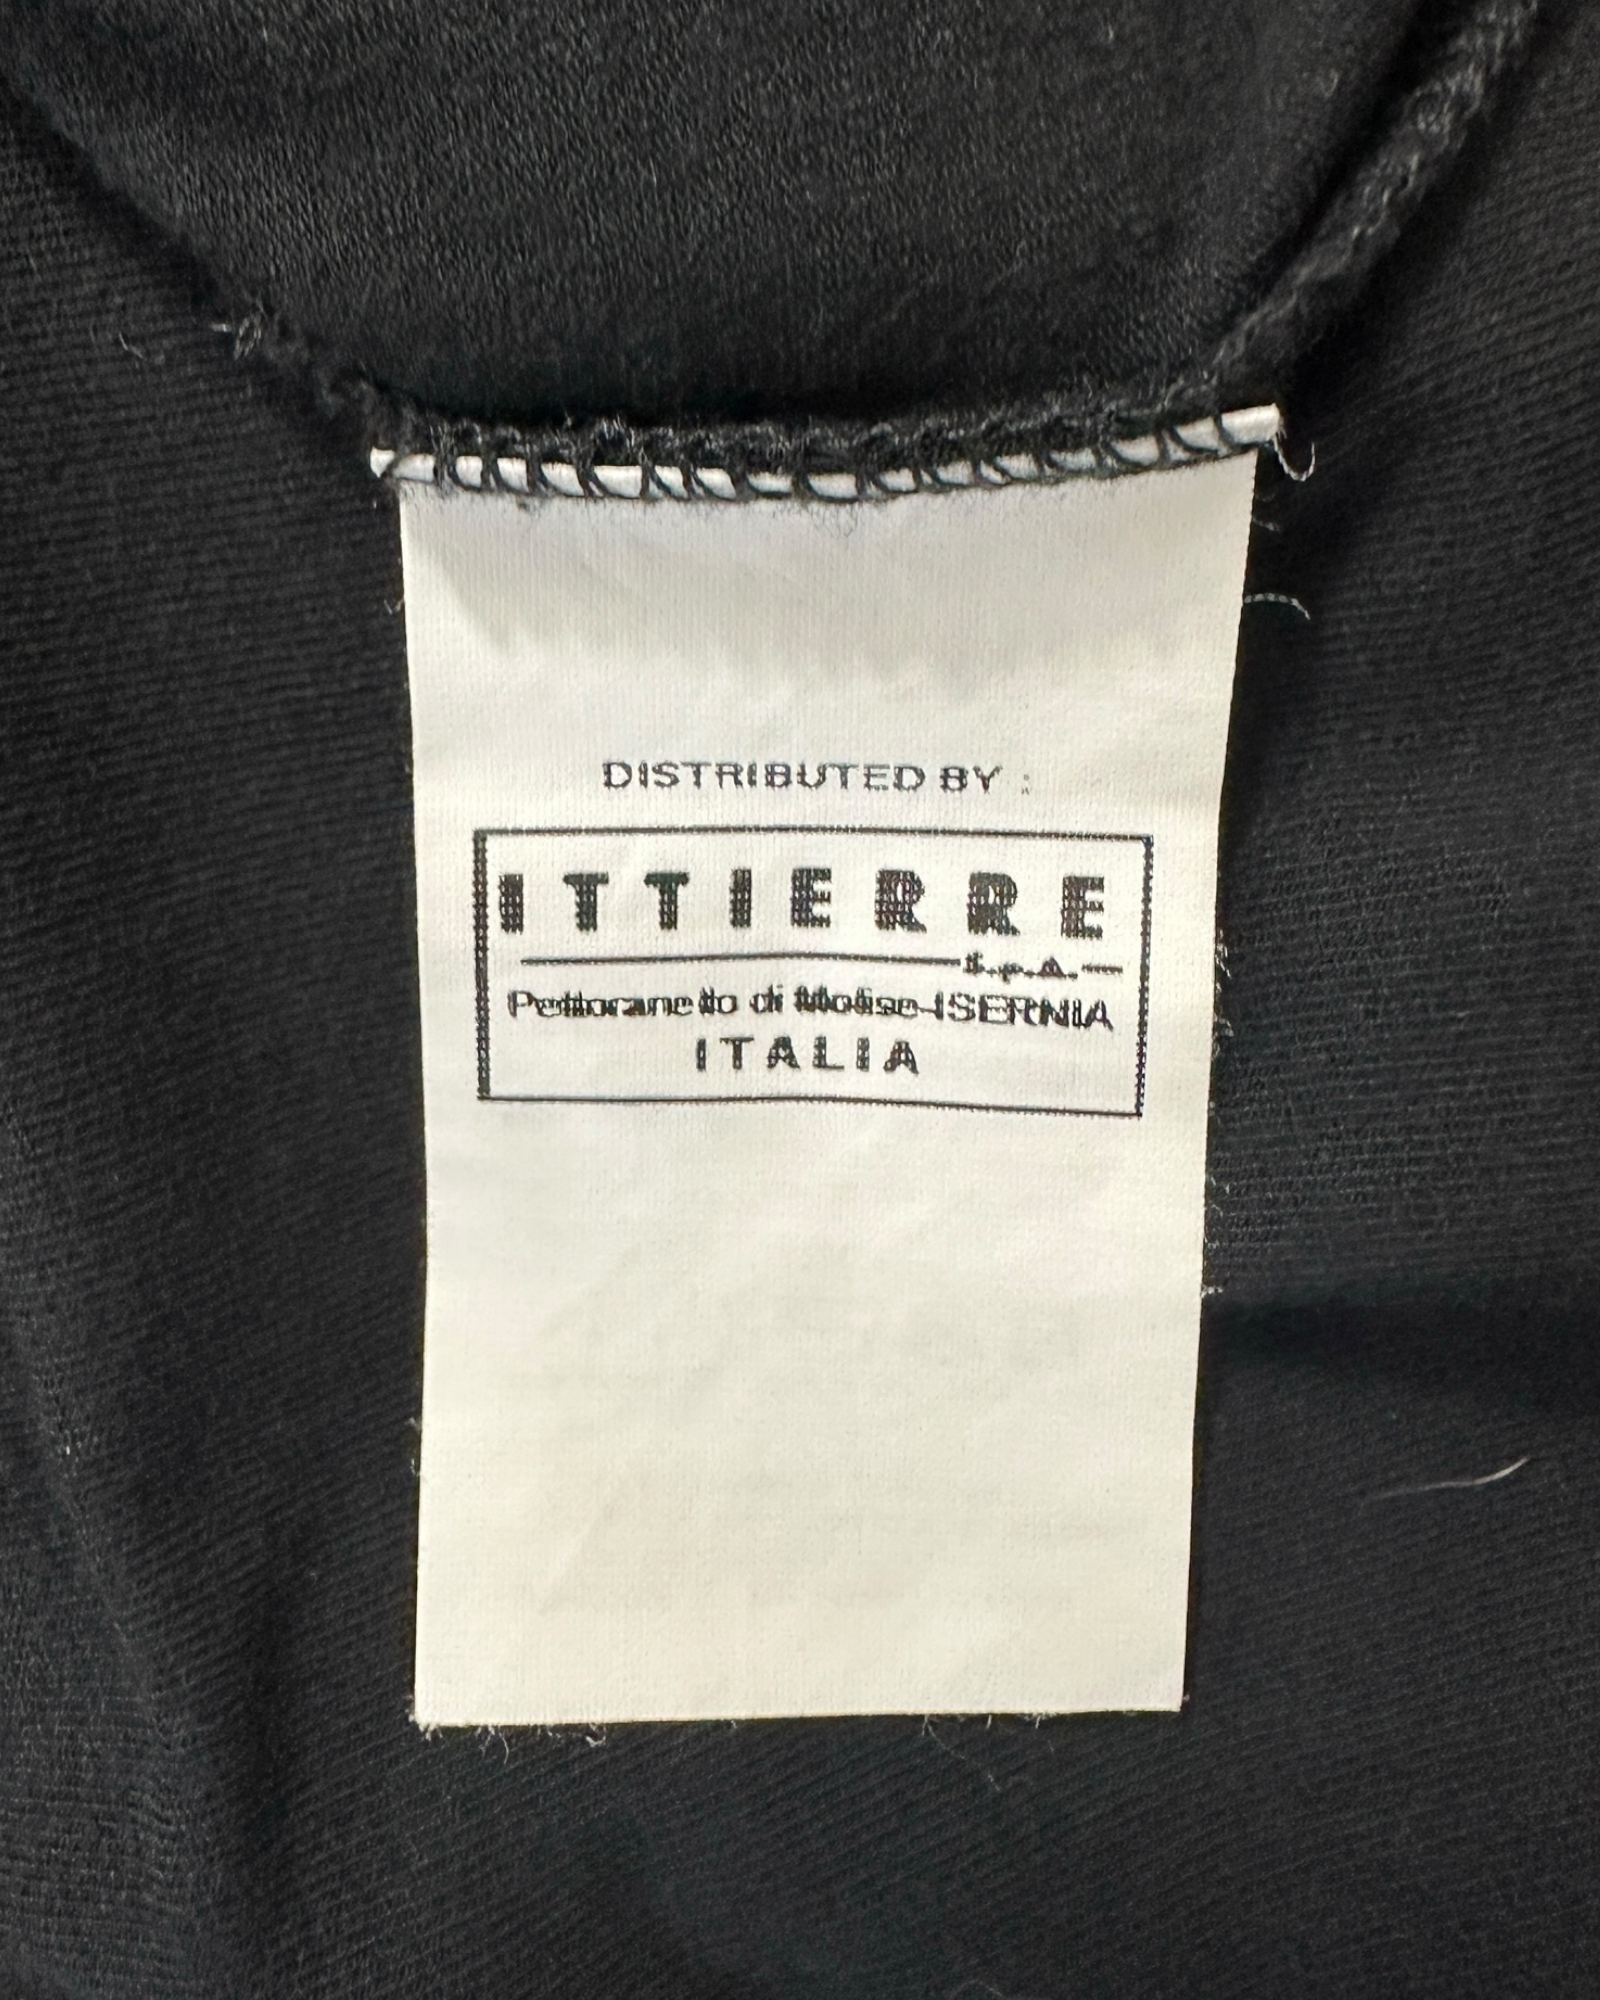 DISTRIBUTED BY :
ITTIERRE
S.p.A.
Pettoranello di Molise-ISERNIA
ITALIA